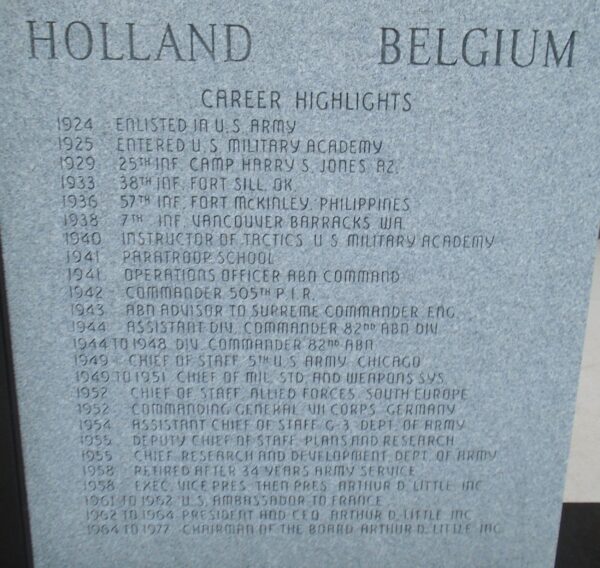 HOLLAND BELGIUM
CAREER HIGHLIGHTS
1924 ENLISTED IN U.S. ARMY
1925 ENTERED U.S. MILITARY ACADEMY
1929 25TH INF. CAMP HARRY S. JONES, AZ.
1933 38TH INF. FORT SILL, OK.
1936 57TH INF. FORT McKINLEY, PHILIPPINES
1938 7TH INF. VANCOUVER BARRACKS, WA.
1940 INSTRUCTOR OF TACTICS, U.S. MILITARY ACADEMY
1941 PARATROOP SCHOOL
1941 OPERATIONS OFFICER ABN COMMAND
1942 COMMANDER 505TH P.I.R.
1943 ABN ADVISOR TO SUPREME COMMANDER, ENG.
1944 ASSISTANT DIV. COMMANDER 82ND ABN DIV.
1944 TO 1948 DIV. COMMANDER 82ND ABN
1949 CHIEF OF STAFF, 5TH U.S. ARMY, CHICAGO
1949 TO 1951 CHIEF OF MIL. STD. AND WEAPONS SYS.
1952 CHIEF OF STAFF, ALLIED FORCES, SOUTH EUROPE
1952 COMMANDING GENERAL, VII CORPS, GERMANY
1954 ASSISTANT CHIEF OF STAFF G-3, DEPT. OF ARMY
1955 DEPUTY CHIEF OF STAFF, PLANS AND RESEARCH
1955 CHIEF, RESEARCH AND DEVELOPMENT, DEPT. OF ARMY
1958 RETIRED AFTER 34 YEARS ARMY SERVICE
1958 EXEC. VICE PRES. THEN PRES. ARTHUR D. LITTLE INC
1961 TO 1962 U.S. AMBASSADOR TO FRANCE
1962 TO 1964 PRESIDENT AND CEO, ARTHUR D. LITTLE INC
1964 TO 1977 CHAIRMAN OF THE BOARD, ARTHUR D. LITTLE INC